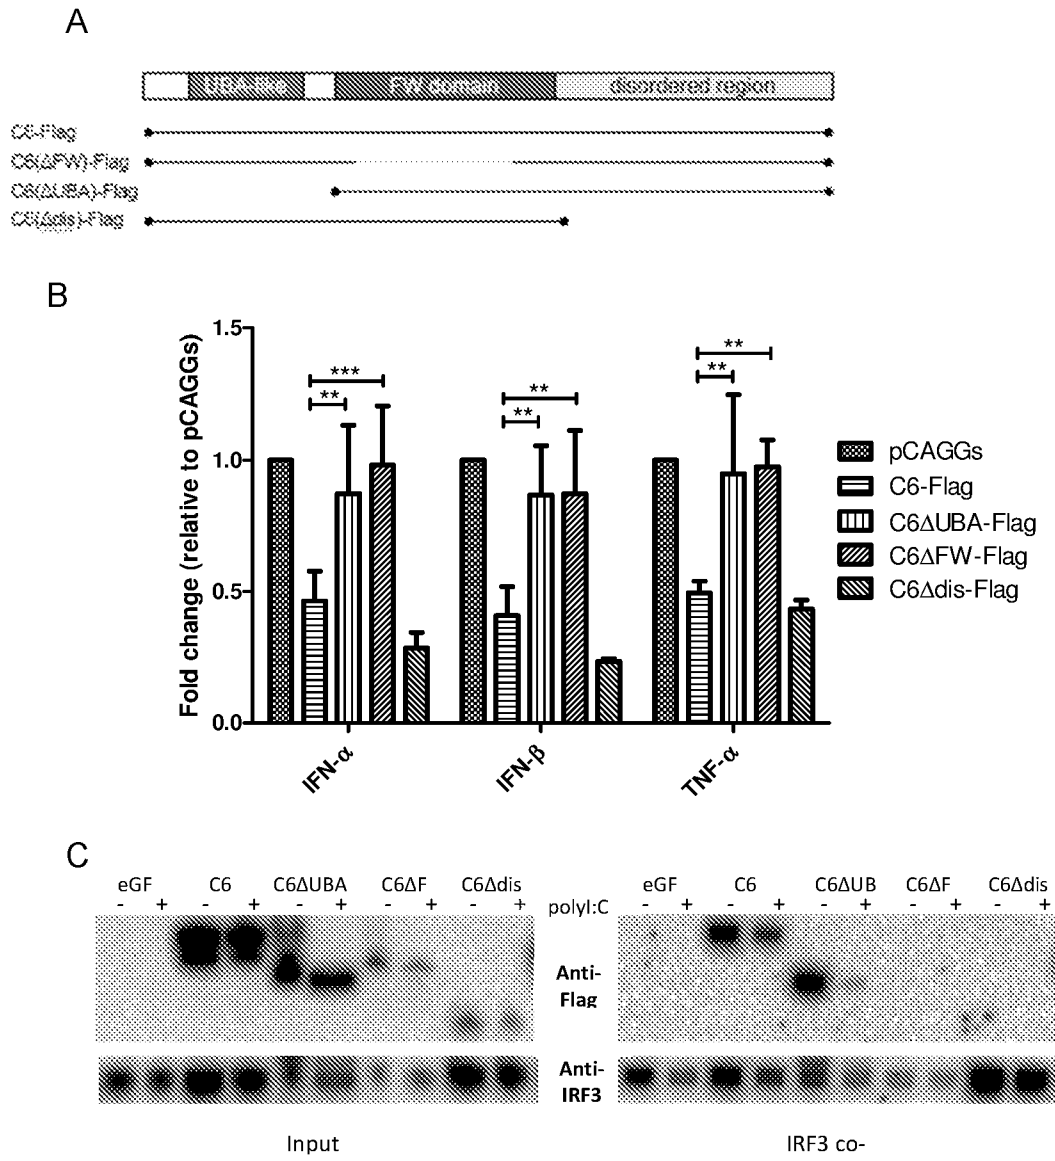 A
UBA-like FW domain disordered region
C6-Flag
C6(ΔFW)-Flag
C6(ΔUBA)-Flag
C6(Δdis)-Flag
B
Fold change (relative to pCAGGs)
1.5
1.0
0.5
0.0
*** ** ** ** ** **
IFN-α IFN-β TNF-α
pCAGGs
C6-Flag
C6ΔUBA-Flag
C6ΔFW-Flag
C6Δdis-Flag
C
eGF C6 C6ΔUBA C6ΔF C6Δdis eGF C6 C6ΔUB C6ΔF C6Δdis
- + - + - + - + - + polyI:C - + - + - + - + - +
Anti-
Flag
Anti-
IRF3
Input IRF3 co-